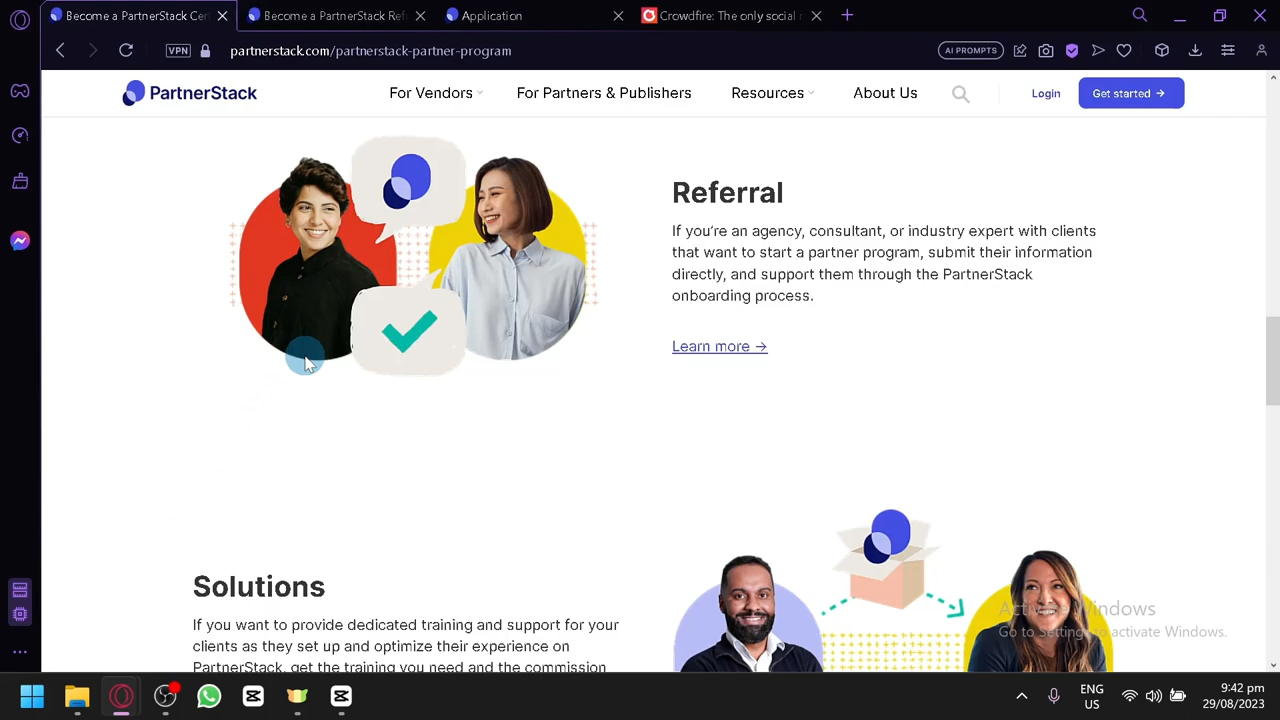 Become a PartnerStack Cer
Become a PartnerStack Ref
Application
Crowdfire: The only social m
VPN
partnerstack.com/partnerstack-partner-program
AI PROMPTS
PartnerStack
For Vendors
For Partners & Publishers
Resources
About Us
Login
Get started →
Referral
If you're an agency, consultant, or industry expert with clients
that want to start a partner program, submit their information
directly, and support them through the PartnerStack
onboarding process.
Learn more →
Solutions
If you want to provide dedicated training and support for your
clients as they set up and optimize their experience on
PartnerStack, get the training you need and the commission
Activate Windows
Go to Settings to activate Windows.
ENG
US
9:42 pm
29/08/2023